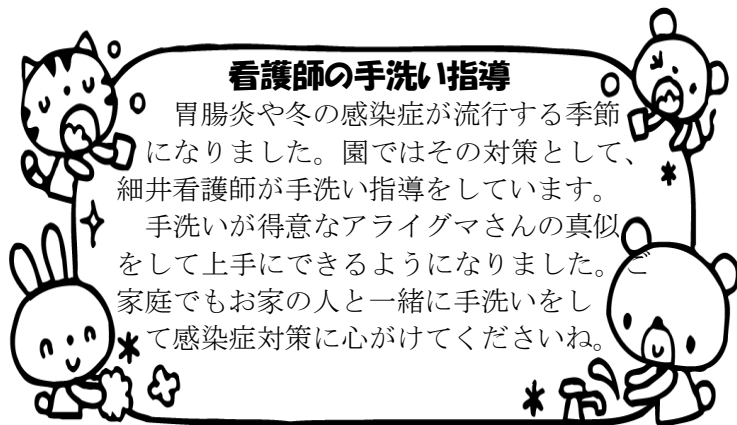 看護師の手洗い指導
胃腸炎や冬の感染症が流行する季節
になりました。園ではその対策として、
細井看護師が手洗い指導をしています。
手洗いが得意なアライグマさんの真似
をして上手にできるようになりました。ご
家庭でもお家の人と一緒に手洗いをし
て感染症対策に心がけてくださいね。